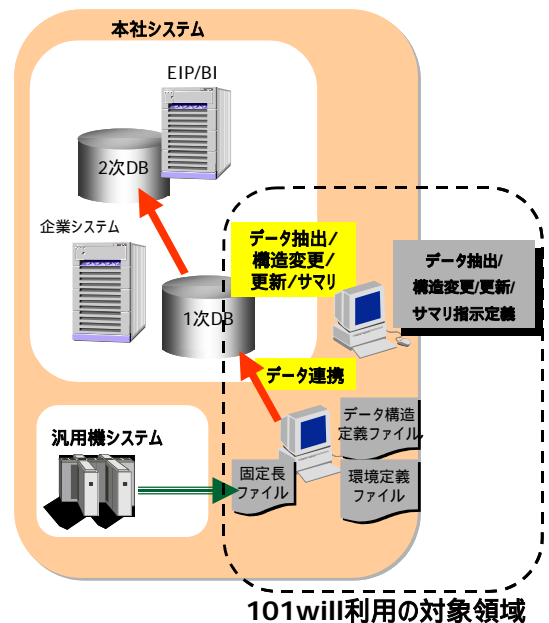 本社システム
EIP/BI
2次DB
企業システム
データ抽出/
構造変更/
更新/サマリ
データ抽出/
構造変更/更新/
サマリ指示定義
1次DB
データ連携
データ構造
定義ファイル
汎用機システム
固定長
ファイル
環境定義
ファイル
101will利用の対象領域